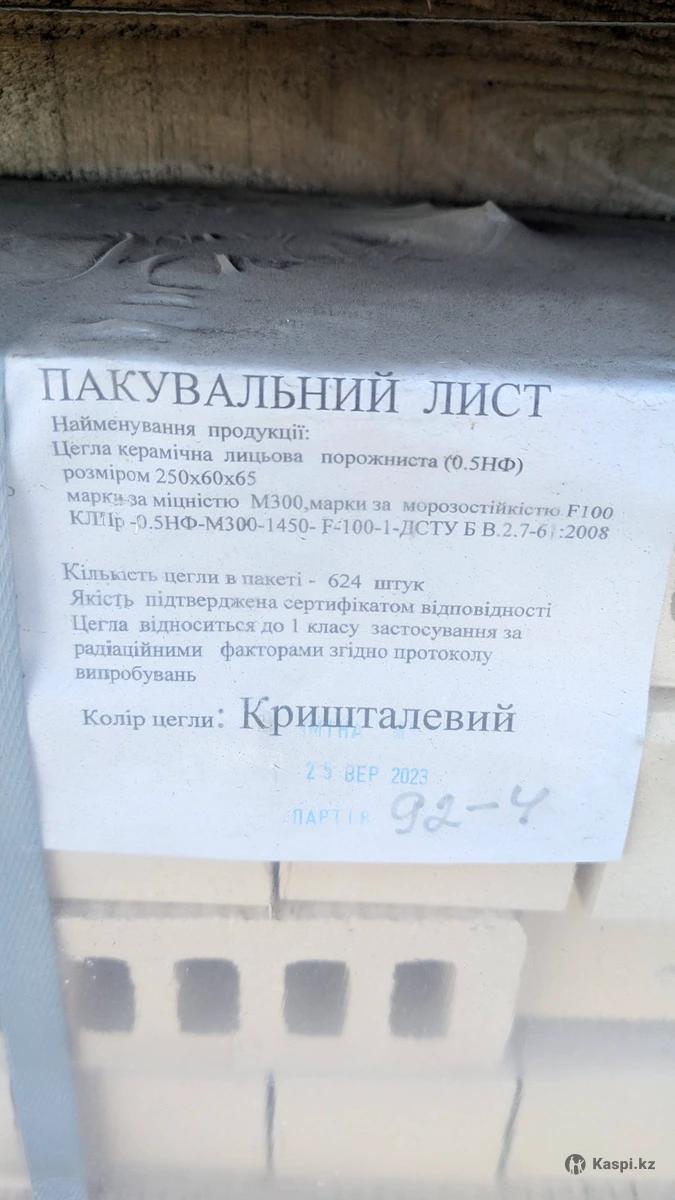 ПАКУВАЛЬНИЙ ЛИСТ
Найменування продукції:
Цегла керамічна лицьова порожниста (0.5НФ)
розміром 250х60х65
марки за міцністю М300,марки за морозостійкістю F100
КЛПр -0.5НФ-М300-1450- F-100-1-ДСТУ Б В.2.7-61:2008
Кількість цегли в пакеті - 624 штук
Якість підтверджена сертифікатом відповідності
Цегла відноситься до 1 класу застосування за
радіаційними факторами згідно протоколу
випробувань
Колір цегли: Кришталевий
25 ВЕР 2023
ПАРТІЯ 92-4
Kaspi.kz